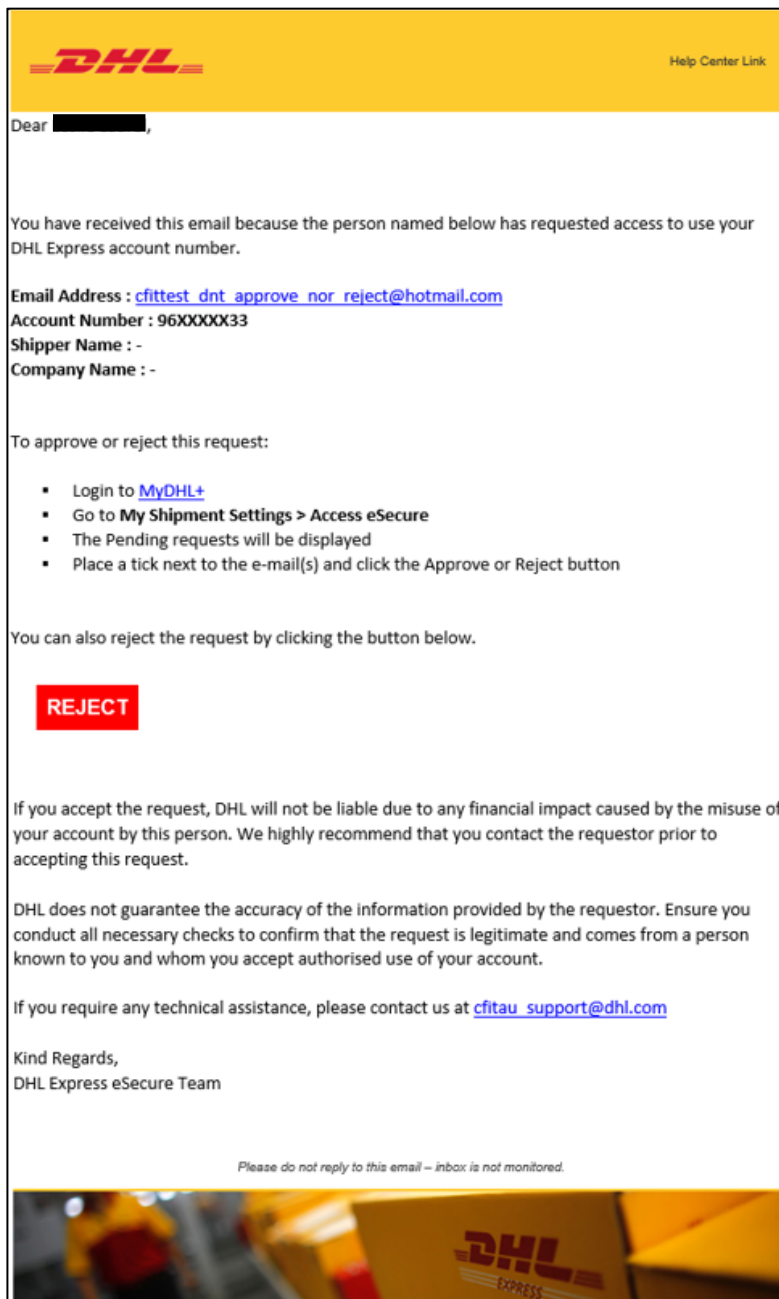 DHL
Help Center Link
Dear ,
You have received this email because the person named below has requested access to use your
DHL Express account number.
Email Address : cfittest_dnt_approve_nor_reject@hotmail.com
Account Number : 96XXXXX33
Shipper Name : -
Company Name : -
To approve or reject this request:
▪ Login to MyDHL+
▪ Go to My Shipment Settings > Access eSecure
▪ The Pending requests will be displayed
▪ Place a tick next to the e-mail(s) and click the Approve or Reject button
You can also reject the request by clicking the button below.
REJECT
If you accept the request, DHL will not be liable due to any financial impact caused by the misuse of
your account by this person. We highly recommend that you contact the requestor prior to
accepting this request.
DHL does not guarantee the accuracy of the information provided by the requestor. Ensure you
conduct all necessary checks to confirm that the request is legitimate and comes from a person
known to you and whom you accept authorised use of your account.
If you require any technical assistance, please contact us at cfitau_support@dhl.com
Kind Regards,
DHL Express eSecure Team
Please do not reply to this email – inbox is not monitored.
DHL
EXPRESS